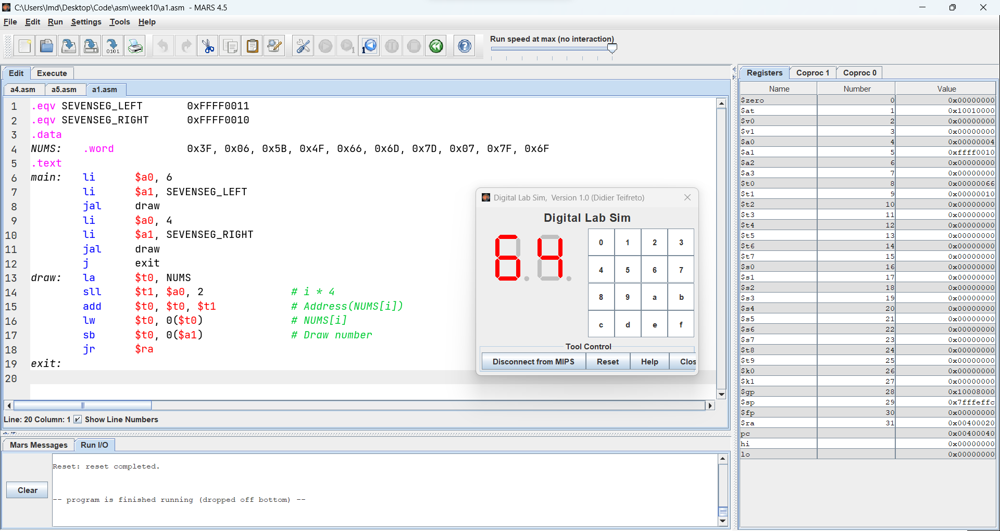 C:\Users\lmd\Desktop\Code\asm\week10\a1.asm - MARS 4.5
File Edit Run Settings Tools Help
Run speed at max (no interaction)
Edit Execute
a4.asm a5.asm a1.asm
1 .eqv SEVENSEG_LEFT 0xFFFF0011
2 .eqv SEVENSEG_RIGHT 0xFFFF0010
3 .data
4 NUMS: .word 0x3F, 0x06, 0x5B, 0x4F, 0x66, 0x6D, 0x7D, 0x07, 0x7F, 0x6F
5 .text
6 main: li $a0, 6
7 li $a1, SEVENSEG_LEFT
8 jal draw
9 li $a0, 4
10 li $a1, SEVENSEG_RIGHT
11 jal draw
12 j exit
13 draw: la $t0, NUMS
14 sll $t1, $a0, 2 # i * 4
15 add $t0, $t0, $t1 # Address(NUMS[i])
16 lw $t0, 0($t0) # NUMS[i]
17 sb $t0, 0($a1) # Draw number
18 jr $ra
19 exit:
20
Line: 20 Column: 1 Show Line Numbers
Digital Lab Sim, Version 1.0 (Didier Teifreto)
Digital Lab Sim
64
0 1 2 3
4 5 6 7
8 9 a b
c d e f
Tool Control
Disconnect from MIPS Reset Help Clos
Mars Messages Run I/O
Clear
Reset: reset completed.
-- program is finished running (dropped off bottom) --
Registers Coproc 1 Coproc 0
Name Number Value
$zero 0 0x00000000
$at 1 0x10010000
$v0 2 0x00000000
$v1 3 0x00000000
$a0 4 0x00000004
$a1 5 0xffff0010
$a2 6 0x00000000
$a3 7 0x00000000
$t0 8 0x00000066
$t1 9 0x00000010
$t2 10 0x00000000
$t3 11 0x00000000
$t4 12 0x00000000
$t5 13 0x00000000
$t6 14 0x00000000
$t7 15 0x00000000
$s0 16 0x00000000
$s1 17 0x00000000
$s2 18 0x00000000
$s3 19 0x00000000
$s4 20 0x00000000
$s5 21 0x00000000
$s6 22 0x00000000
$s7 23 0x00000000
$t8 24 0x00000000
$t9 25 0x00000000
$k0 26 0x00000000
$k1 27 0x00000000
$gp 28 0x10008000
$sp 29 0x7fffeffc
$fp 30 0x00000000
$ra 31 0x00400020
pc 0x00400040
hi 0x00000000
lo 0x00000000